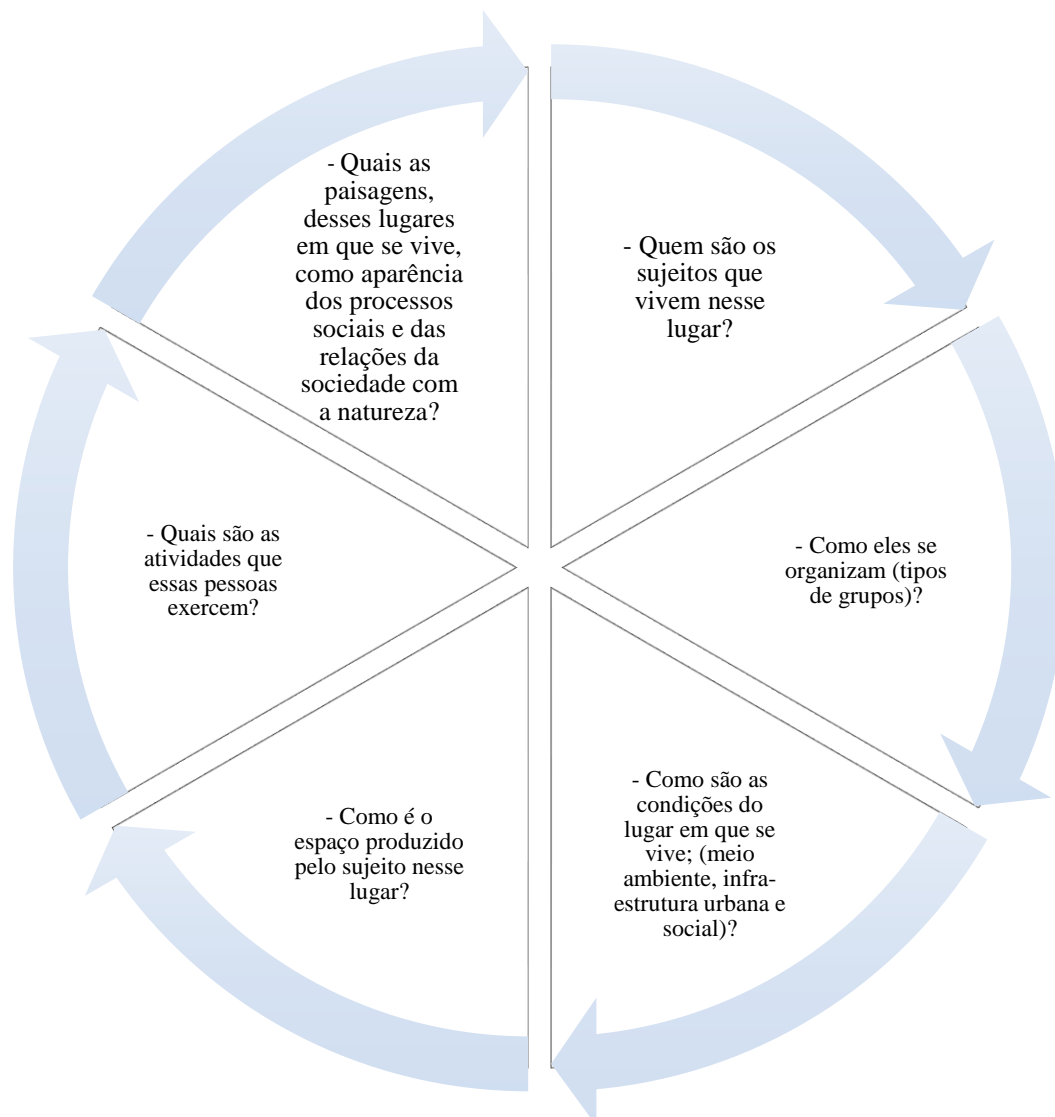 - Quem são os
sujeitos que
vivem nesse
lugar?
- Como eles se
organizam (tipos
de grupos)?
- Como são as
condições do
lugar em que se
vive; (meio
ambiente, infra-
estrutura urbana e
social)?
- Como é o
espaço produzido
pelo sujeito nesse
lugar?
- Quais são as
atividades que
essas pessoas
exercem?
- Quais as
paisagens,
desses lugares
em que se vive,
como aparência
dos processos
sociais e das
relações da
sociedade com
a natureza?